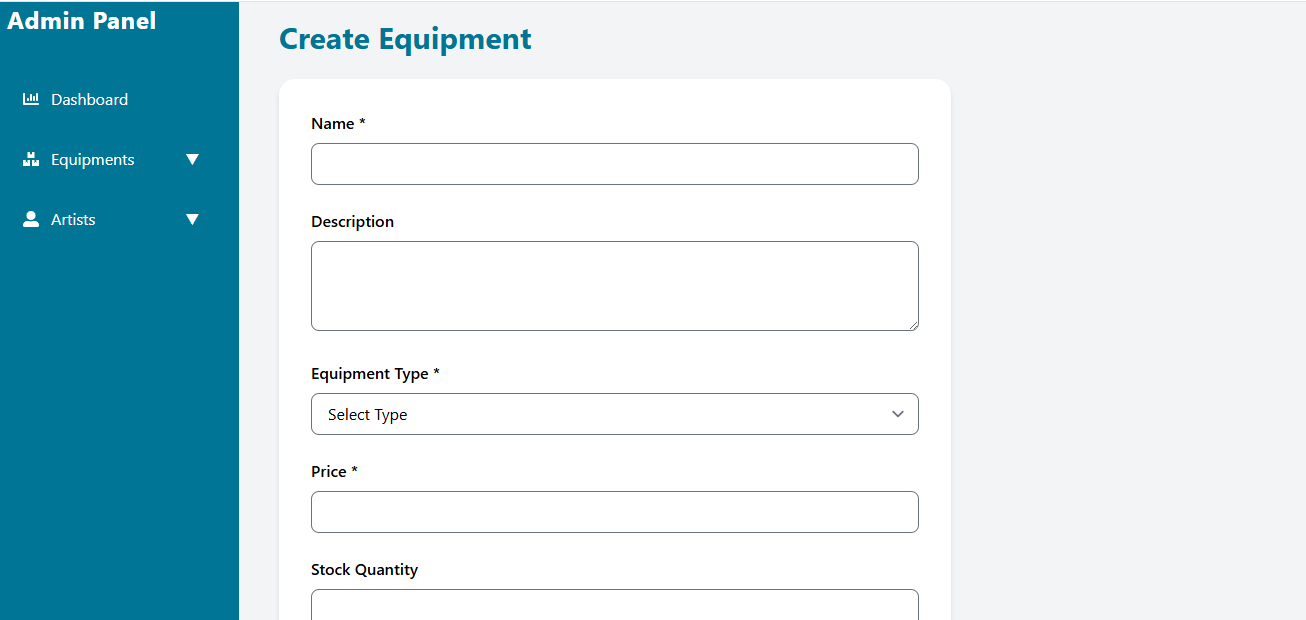 Admin Panel
Dashboard
Equipments
Artists
Create Equipment
Name *
Description
Equipment Type *
Select Type
Price *
Stock Quantity